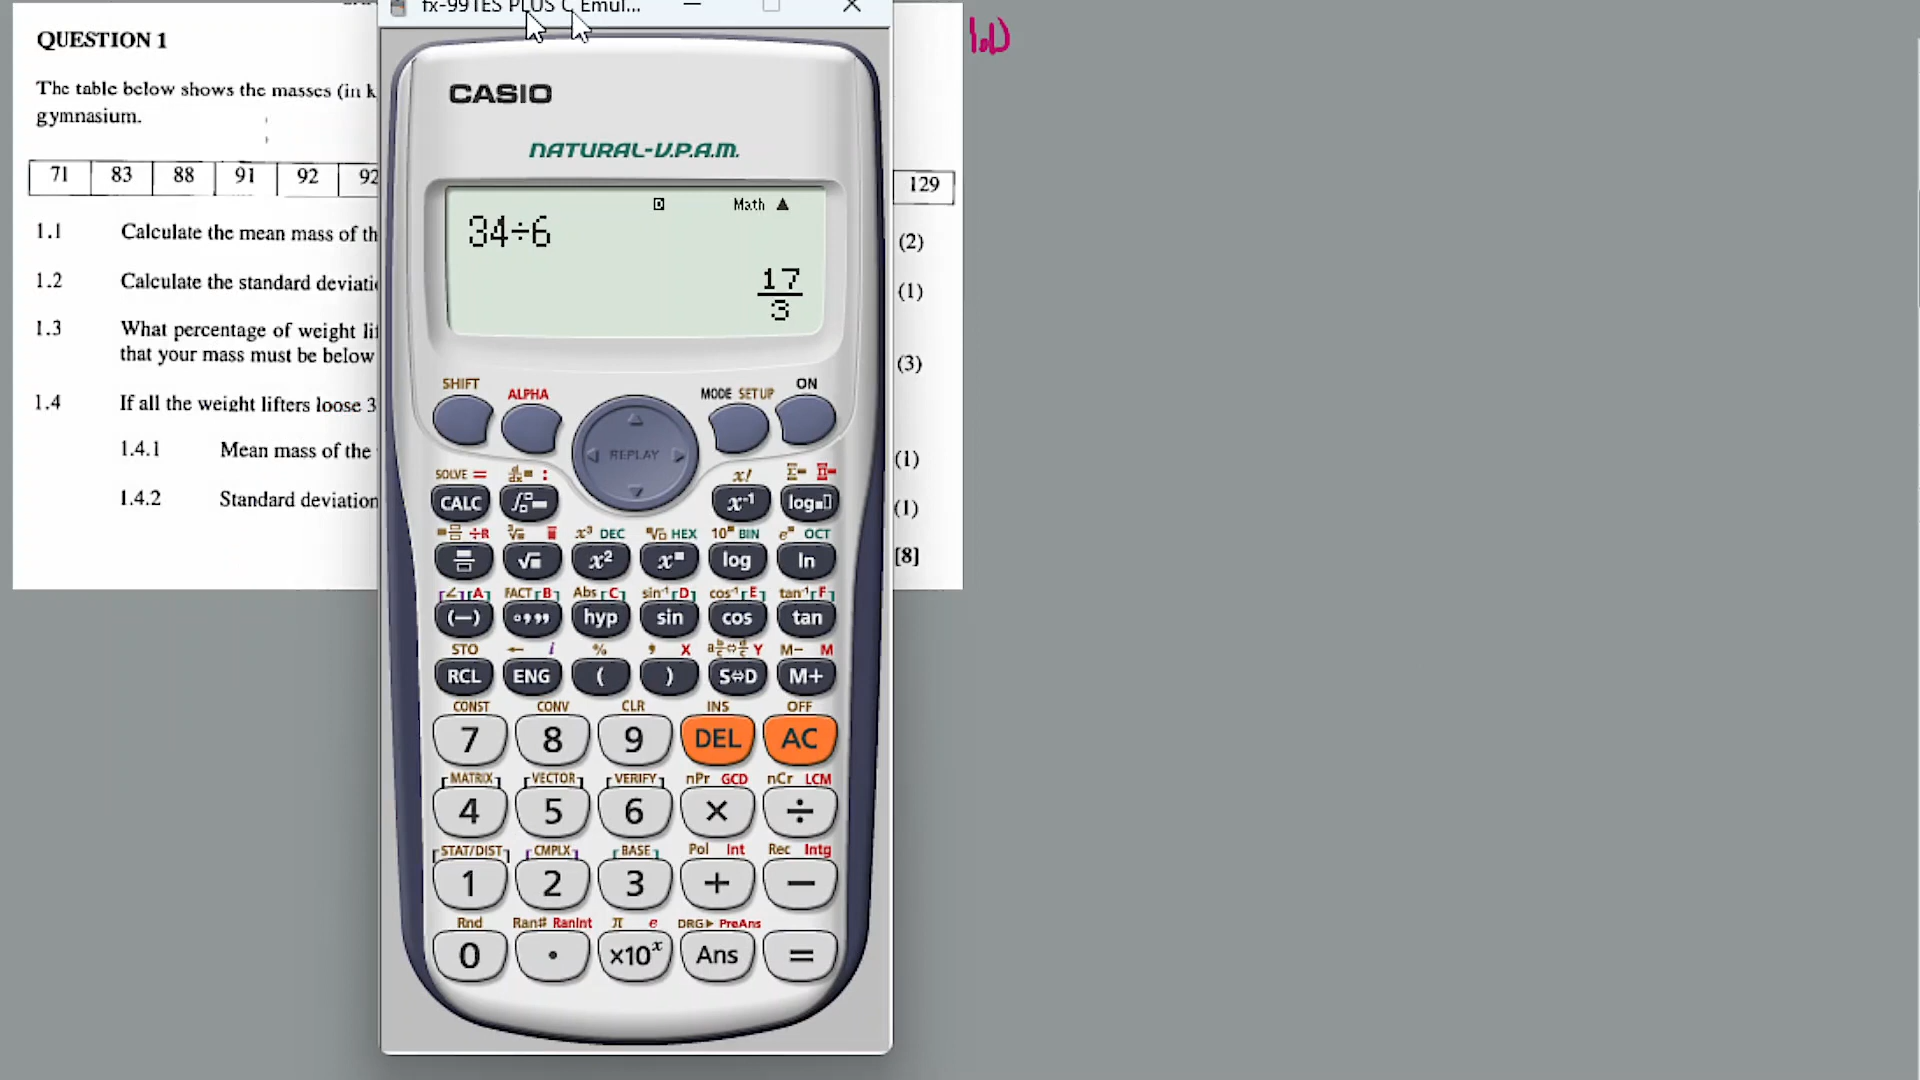 fx-991ES PLUS C Emul...
QUESTION 1
1.1)
The table below shows the masses (in k
gymnasium.
71 83 88 91 92 92 129
1.1 Calculate the mean mass of th (2)
1.2 Calculate the standard deviati (1)
1.3 What percentage of weight lif
that your mass must be below (3)
1.4 If all the weight lifters loose 3
1.4.1 Mean mass of the (1)
1.4.2 Standard deviation (1)
[8]
CASIO
NATURAL-V.P.A.M.
D Math ▲
34÷6
17
3
SHIFT ALPHA MODE SETUP ON
REPLAY
SOLVE = d/dx : x! Σ
CALC ∫ x⁻¹ log
÷R ³√ x³ DEC √ HEX 10 BIN e OCT
√ x² x log ln
∠ A FACT B Abs C sin⁻¹ D cos⁻¹ E tan⁻¹ F
(−) °,,, hyp sin cos tan
STO ← i % , X a b/c⇔d/c Y M− M
RCL ENG ( ) S⇔D M+
CONST CONV CLR INS OFF
7 8 9 DEL AC
MATRIX VECTOR VERIFY nPr GCD nCr LCM
4 5 6 × ÷
STAT/DIST CMPLX BASE Pol Int Rec Intg
1 2 3 + −
Rnd Ran# RanInt π e DRG▶ PreAns
0 . ×10ˣ Ans =